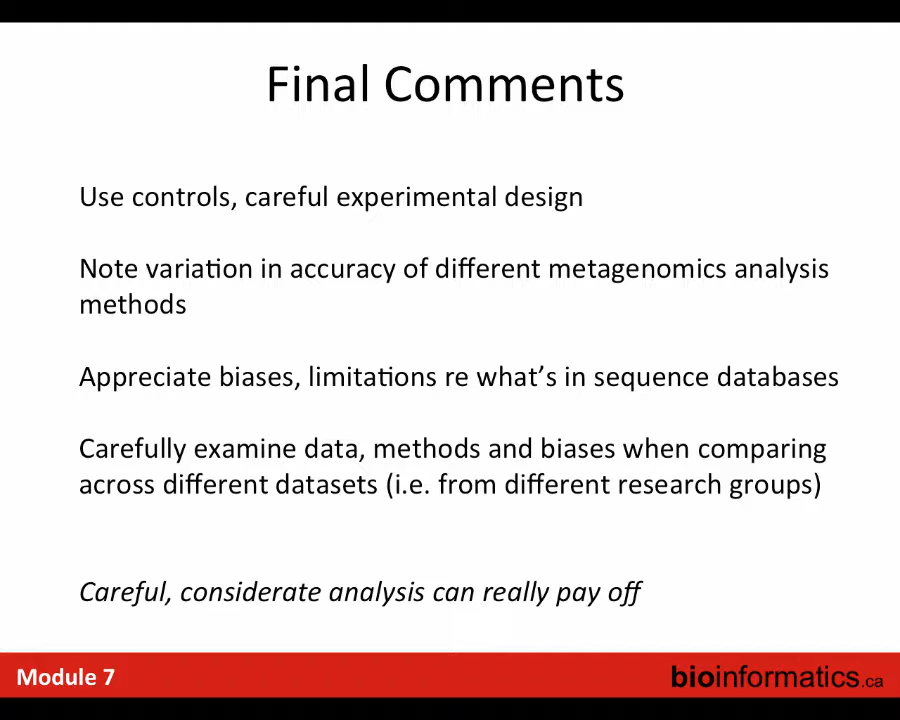 Final Comments
Use controls, careful experimental design
Note variation in accuracy of different metagenomics analysis
methods
Appreciate biases, limitations re what’s in sequence databases
Carefully examine data, methods and biases when comparing
across different datasets (i.e. from different research groups)
Careful, considerate analysis can really pay off
Module 7
bioinformatics.ca